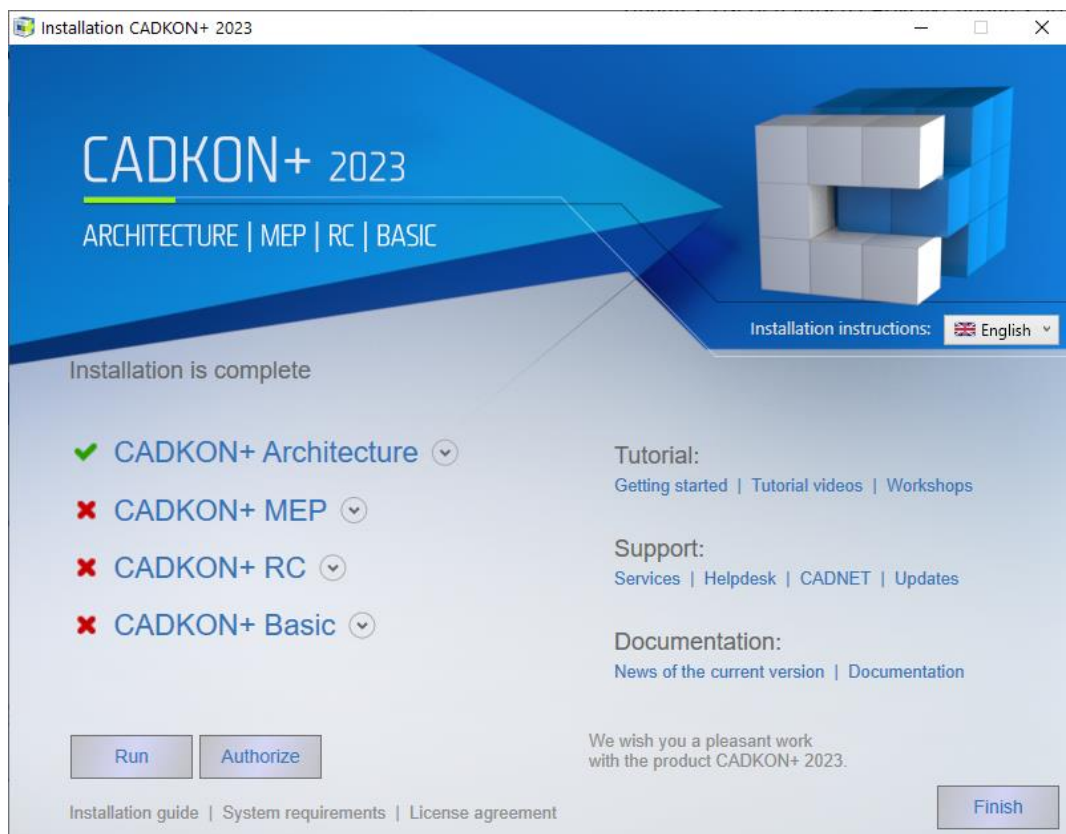 Installation CADKON+ 2023
CADKON+ 2023
ARCHITECTURE | MEP | RC | BASIC
Installation instructions: English
Installation is complete
CADKON+ Architecture
CADKON+ MEP
CADKON+ RC
CADKON+ Basic
Tutorial:
Getting started | Tutorial videos | Workshops
Support:
Services | Helpdesk | CADNET | Updates
Documentation:
News of the current version | Documentation
Run
Authorize
We wish you a pleasant work
with the product CADKON+ 2023.
Installation guide | System requirements | License agreement
Finish